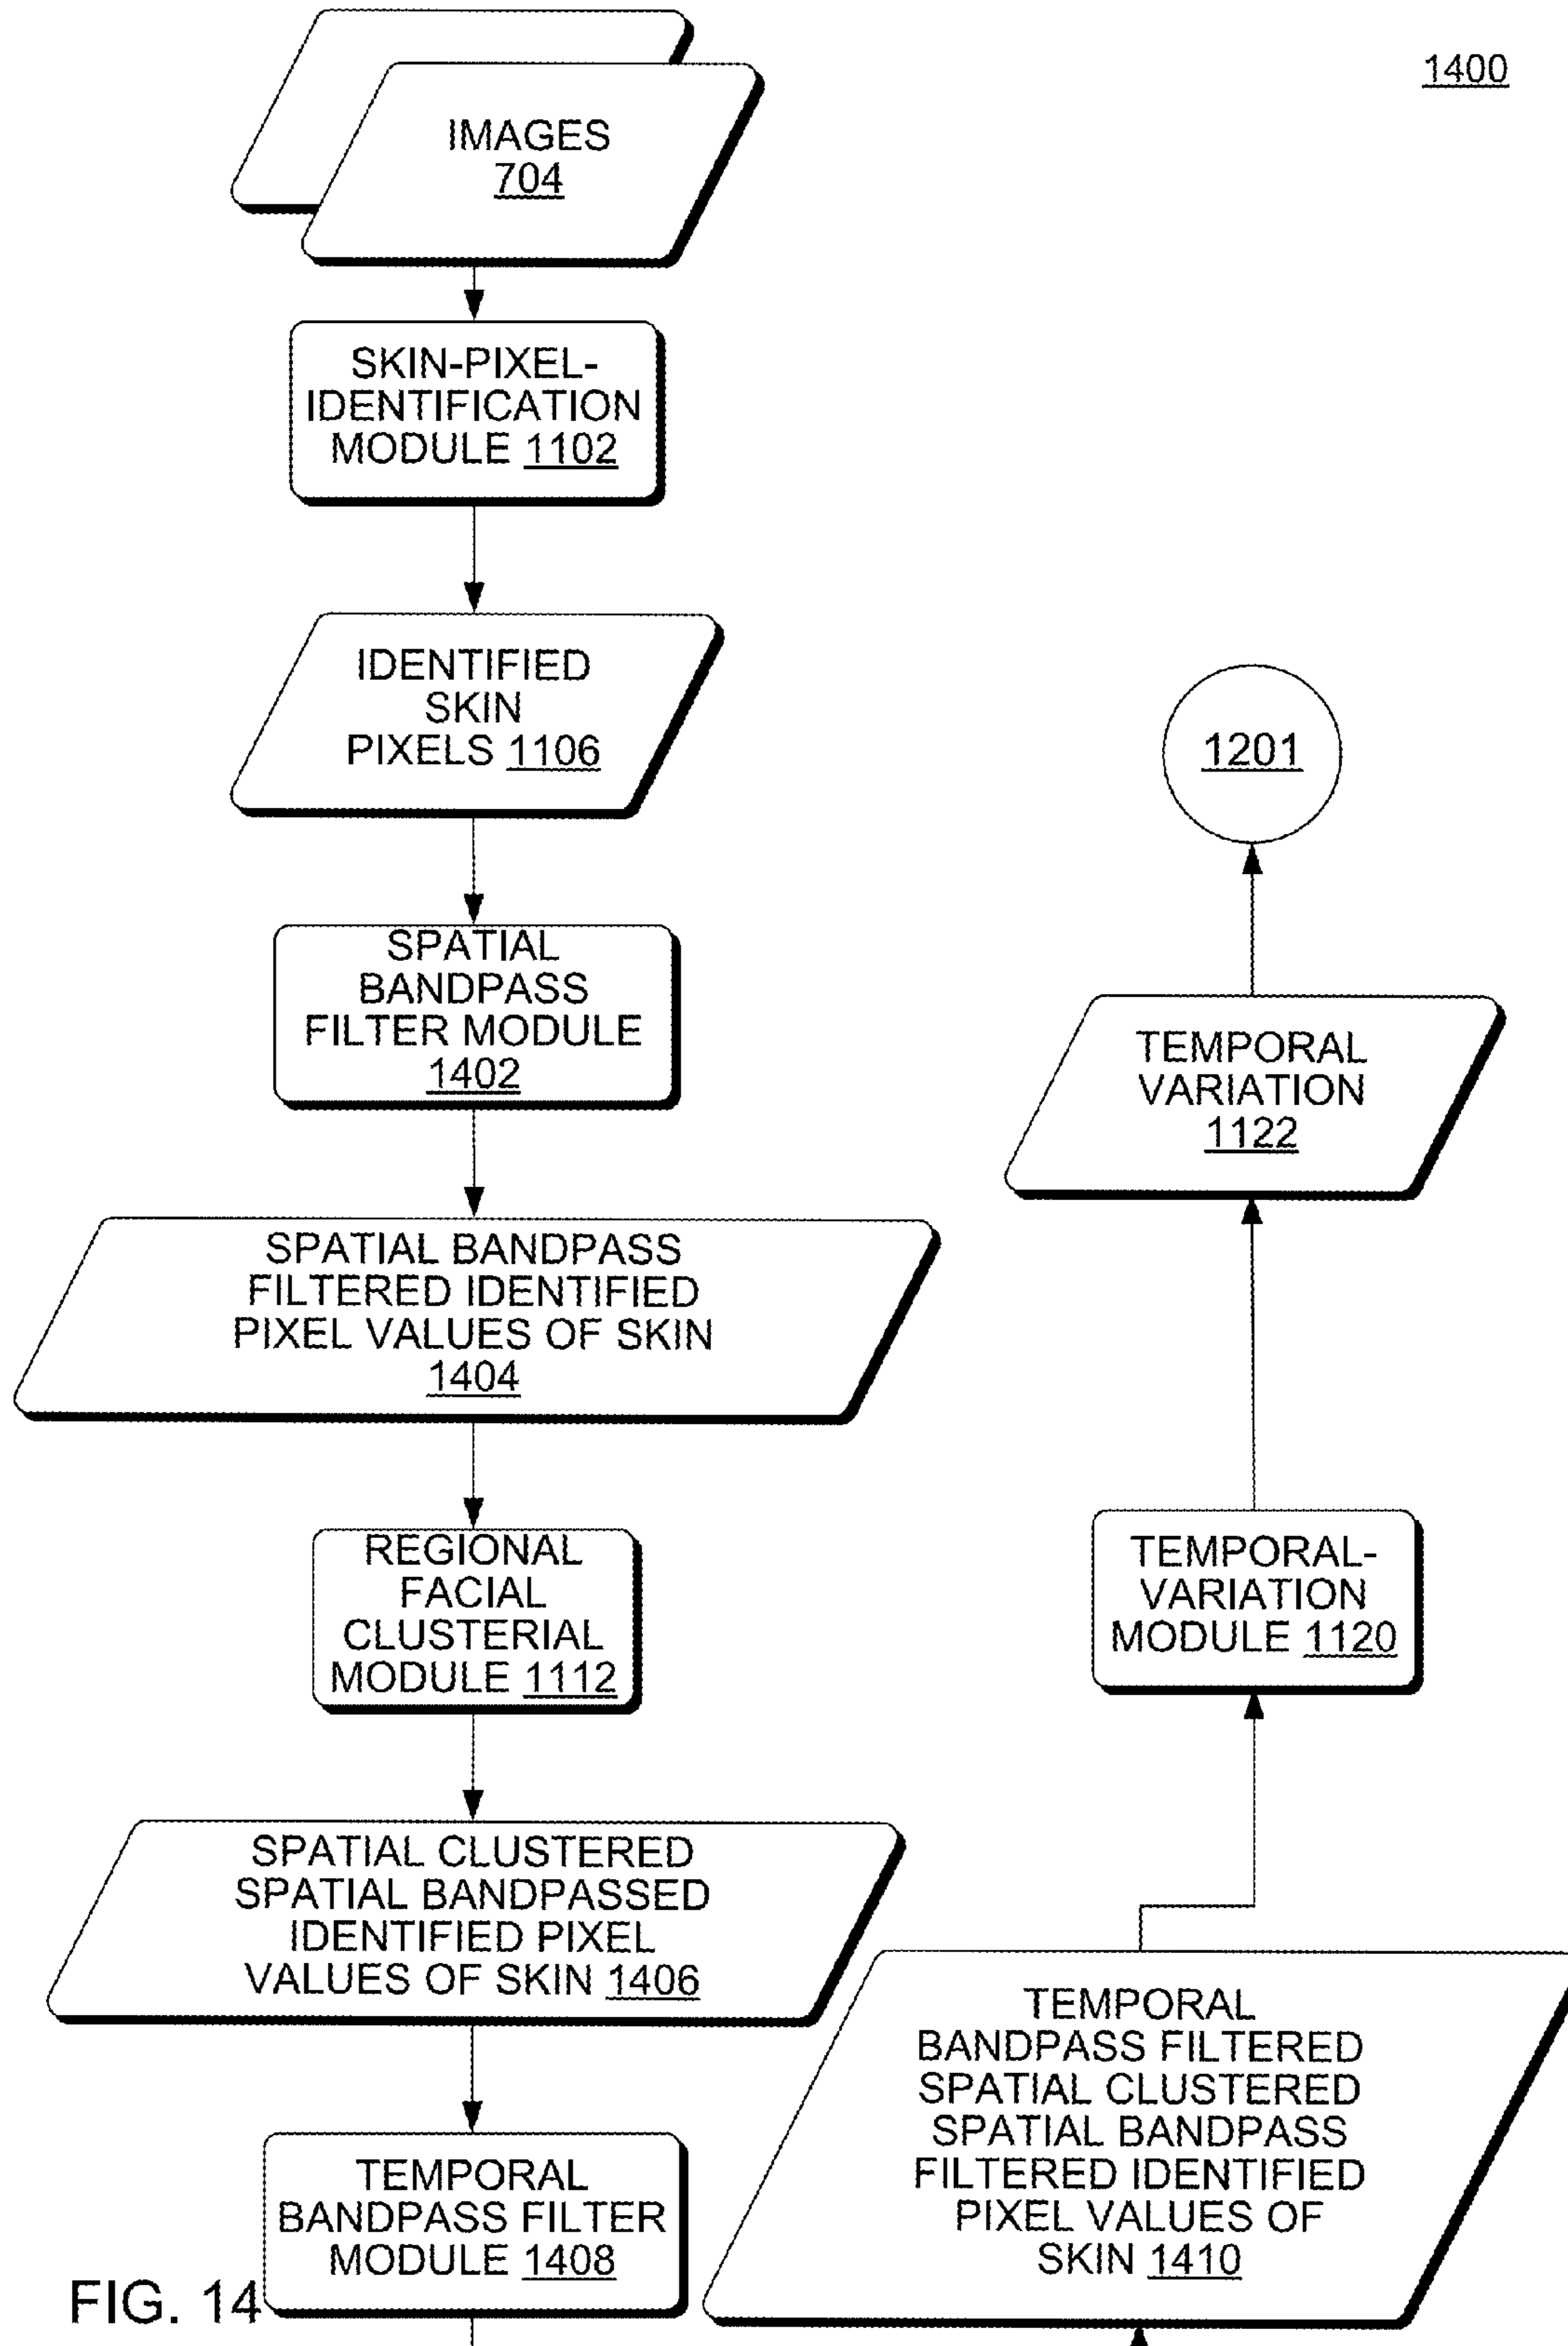 1400
IMAGES
704
SKIN-PIXEL-
IDENTIFICATION
MODULE 1102
IDENTIFIED
SKIN
PIXELS 1106
SPATIAL
BANDPASS
FILTER MODULE
1402
SPATIAL BANDPASS
FILTERED IDENTIFIED
PIXEL VALUES OF SKIN
1404
REGIONAL
FACIAL
CLUSTERIAL
MODULE 1112
SPATIAL CLUSTERED
SPATIAL BANDPASSED
IDENTIFIED PIXEL
VALUES OF SKIN 1406
TEMPORAL
BANDPASS FILTER
MODULE 1408
TEMPORAL
BANDPASS FILTERED
SPATIAL CLUSTERED
SPATIAL BANDPASS
FILTERED IDENTIFIED
PIXEL VALUES OF
SKIN 1410
TEMPORAL-
VARIATION
MODULE 1120
TEMPORAL
VARIATION
1122
1201
FIG. 14